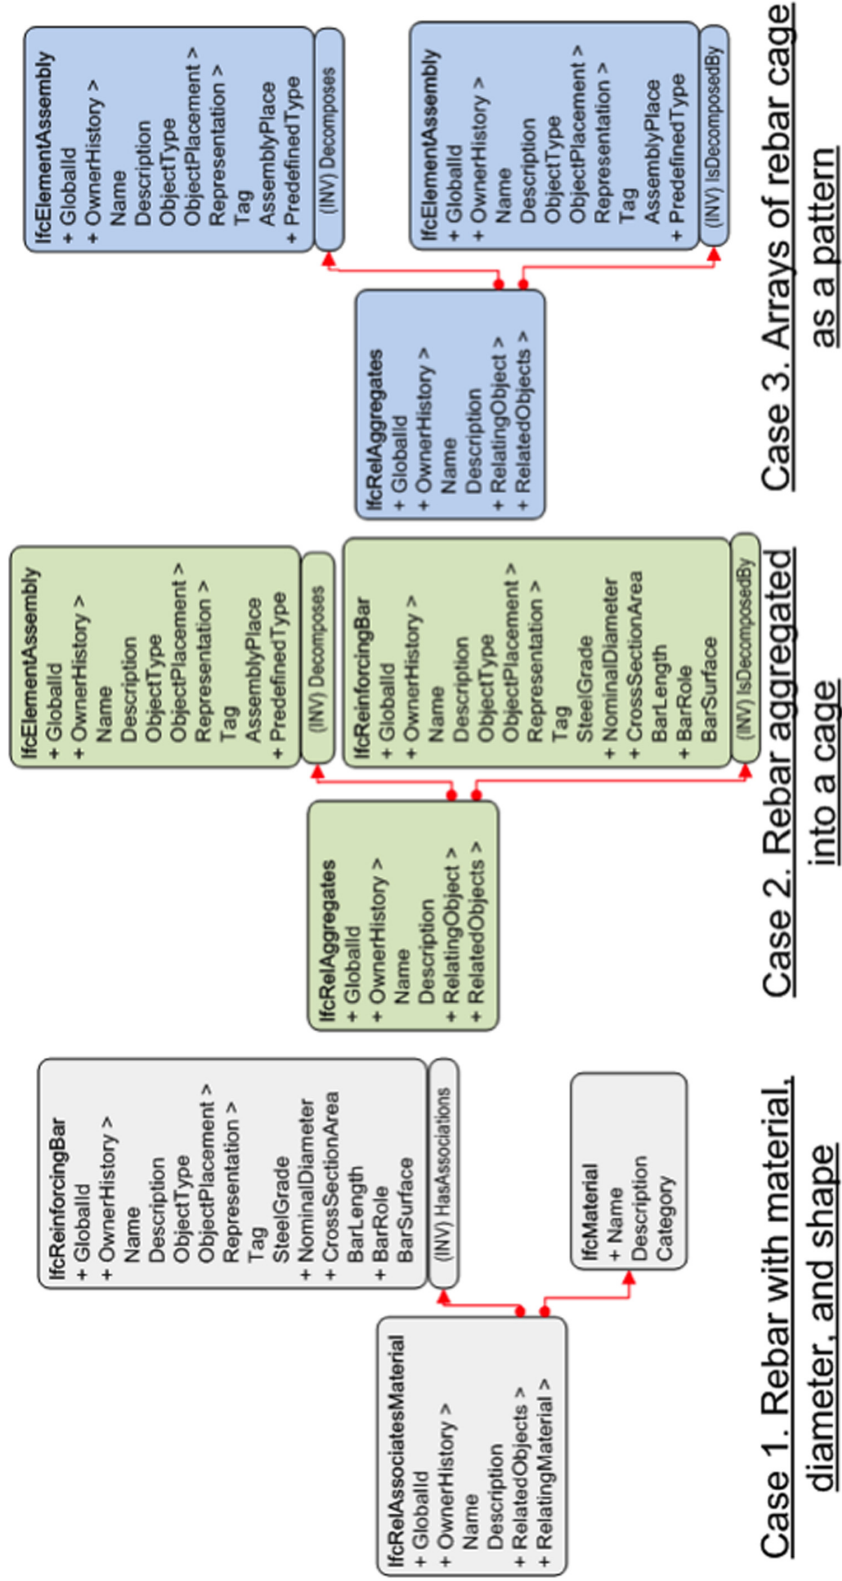 IfcRelAssociatesMaterial
+ GlobalId
+ OwnerHistory >
Name
Description
+ RelatedObjects >
+ RelatingMaterial >
IfcReinforcingBar
+ GlobalId
+ OwnerHistory >
Name
Description
ObjectType
ObjectPlacement >
Representation >
Tag
SteelGrade
+ NominalDiameter
+ CrossSectionArea
BarLength
+ BarRole
BarSurface
(INV) HasAssociations
IfcMaterial
+ Name
Description
Category
Case 1. Rebar with material,
diameter, and shape
IfcRelAggregates
+ GlobalId
+ OwnerHistory >
Name
Description
+ RelatingObject >
+ RelatedObjects >
IfcElementAssembly
+ GlobalId
+ OwnerHistory >
Name
Description
ObjectType
ObjectPlacement >
Representation >
Tag
AssemblyPlace
+ PredefinedType
(INV) Decomposes
IfcReinforcingBar
+ GlobalId
+ OwnerHistory >
Name
Description
ObjectType
ObjectPlacement >
Representation >
Tag
SteelGrade
+ NominalDiameter
+ CrossSectionArea
BarLength
+ BarRole
BarSurface
(INV) IsDecomposedBy
Case 2. Rebar aggregated
into a cage
IfcRelAggregates
+ GlobalId
+ OwnerHistory >
Name
Description
+ RelatingObject >
+ RelatedObjects >
IfcElementAssembly
+ GlobalId
+ OwnerHistory >
Name
Description
ObjectType
ObjectPlacement >
Representation >
Tag
AssemblyPlace
+ PredefinedType
(INV) Decomposes
IfcElementAssembly
+ GlobalId
+ OwnerHistory >
Name
Description
ObjectType
ObjectPlacement >
Representation >
Tag
AssemblyPlace
+ PredefinedType
(INV) IsDecomposedBy
Case 3. Arrays of rebar cage
as a pattern